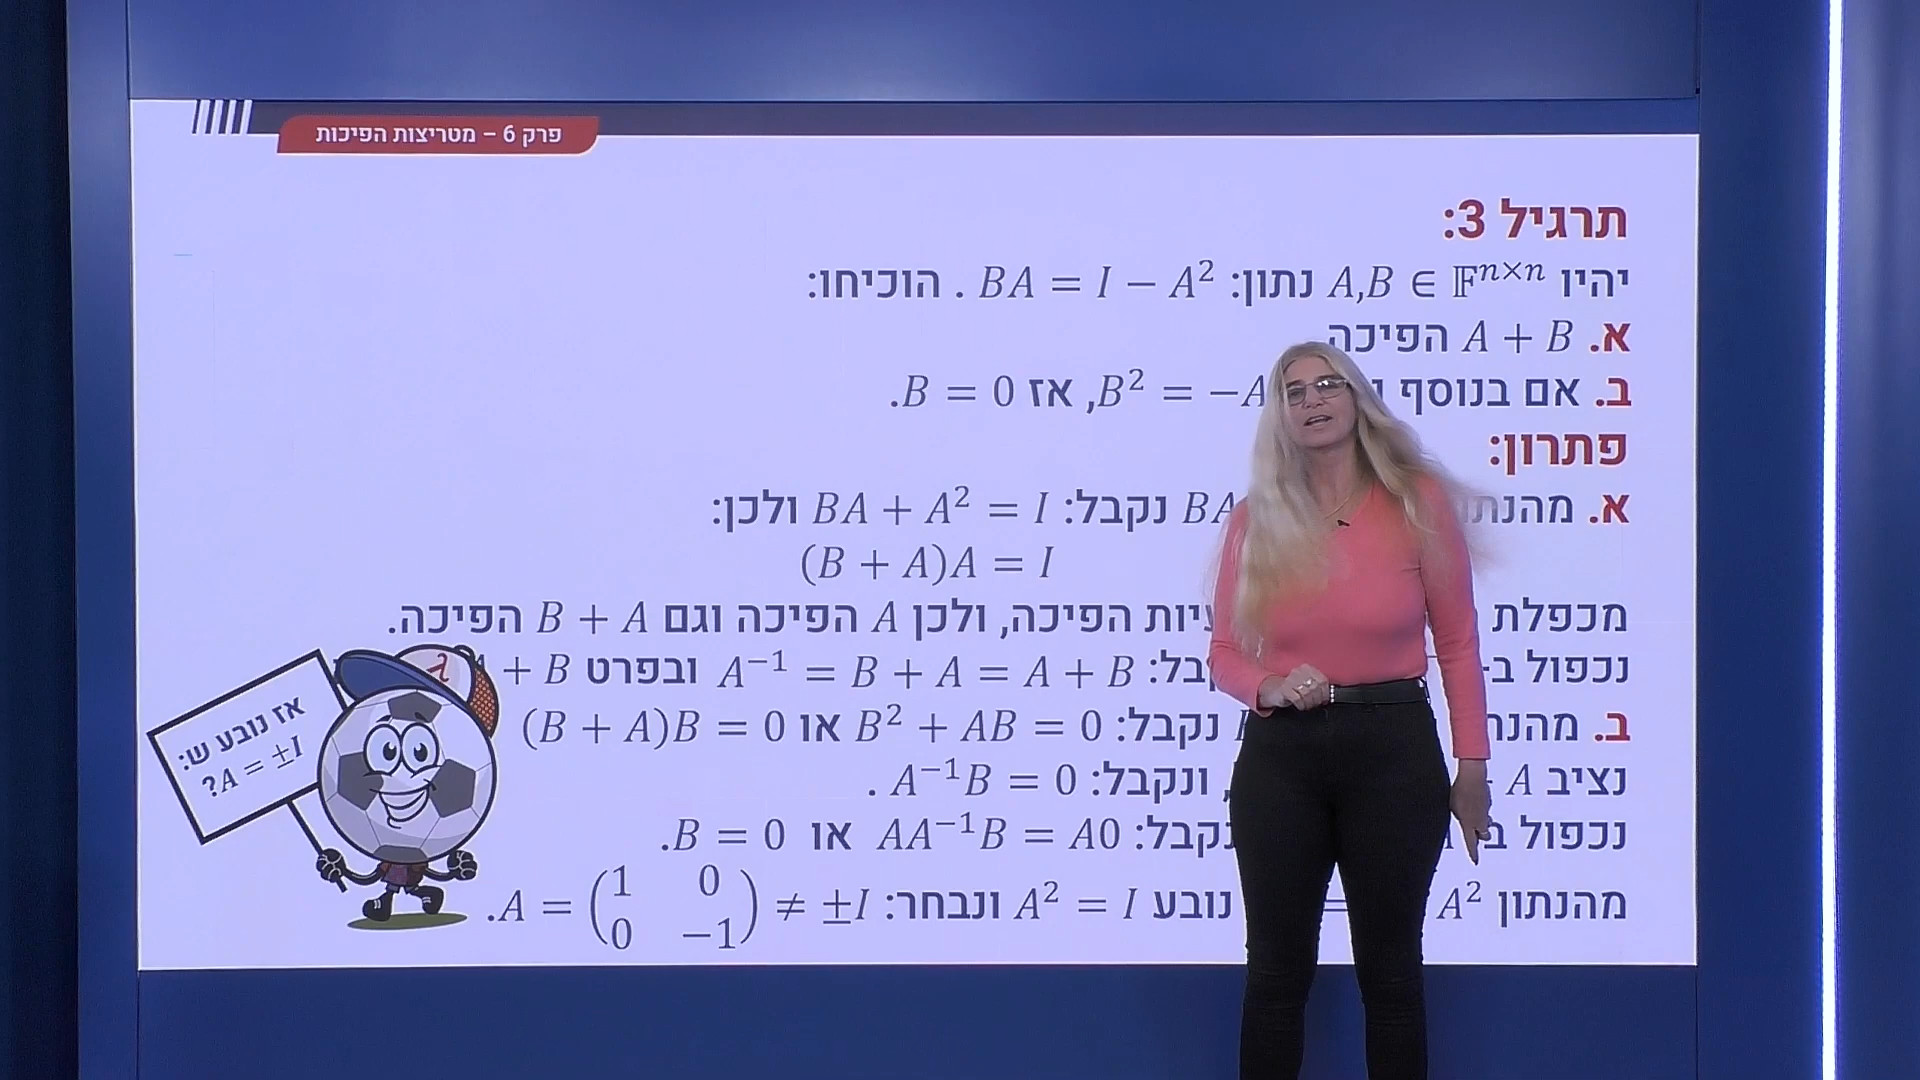 פרק 6 – מטריצות הפיכות
תרגיל 3:
יהיו A,B ∈ 𝔽ⁿˣⁿ נתון: BA = I − A² . הוכיחו:
א. A + B הפיכה
ב. אם בנוסף B² = −A, אז B = 0.
פתרון:
א. מהנתון BA נקבל: BA + A² = I ולכן:
(B + A)A = I
מכפלת הפיכה, ולכן A הפיכה וגם B + A הפיכה.
נכפול ב- A⁻¹ = B + A = A + B ובפרט + B
ב. נקבל: B² + AB = 0 או (B + A)B = 0
נציב A ונקבל: A⁻¹B = 0 .
נכפול ב נקבל: AA⁻¹B = A0 או B = 0.
מהנתון A² = נובע A² = I ונבחר: A = (1 0 0 −1) ≠ ±I.
אז נובע ש:
A = ±I?
λ